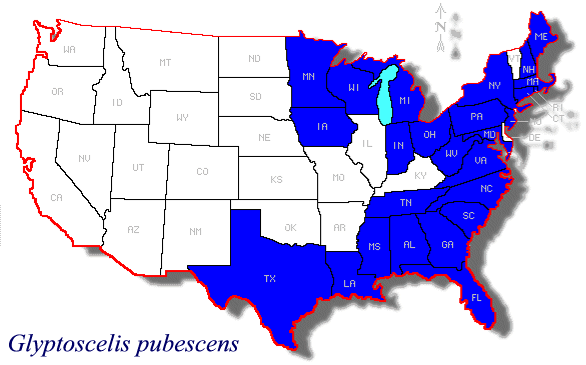 N N
ME
WA
MT
ND
MN
VT
NH
OR
ID
SD
WI
MI
NY
MA
WY
RI
CT
IA
PA
NJ
NE
IL
IN
OH
MD
DE
NV
UT
CO
WV
VA
KS
MO
KY
CA
NC
TN
AZ
NM
OK
AR
SC
MS
AL
GA
TX
LA
FL
Glyptoscelis pubescens